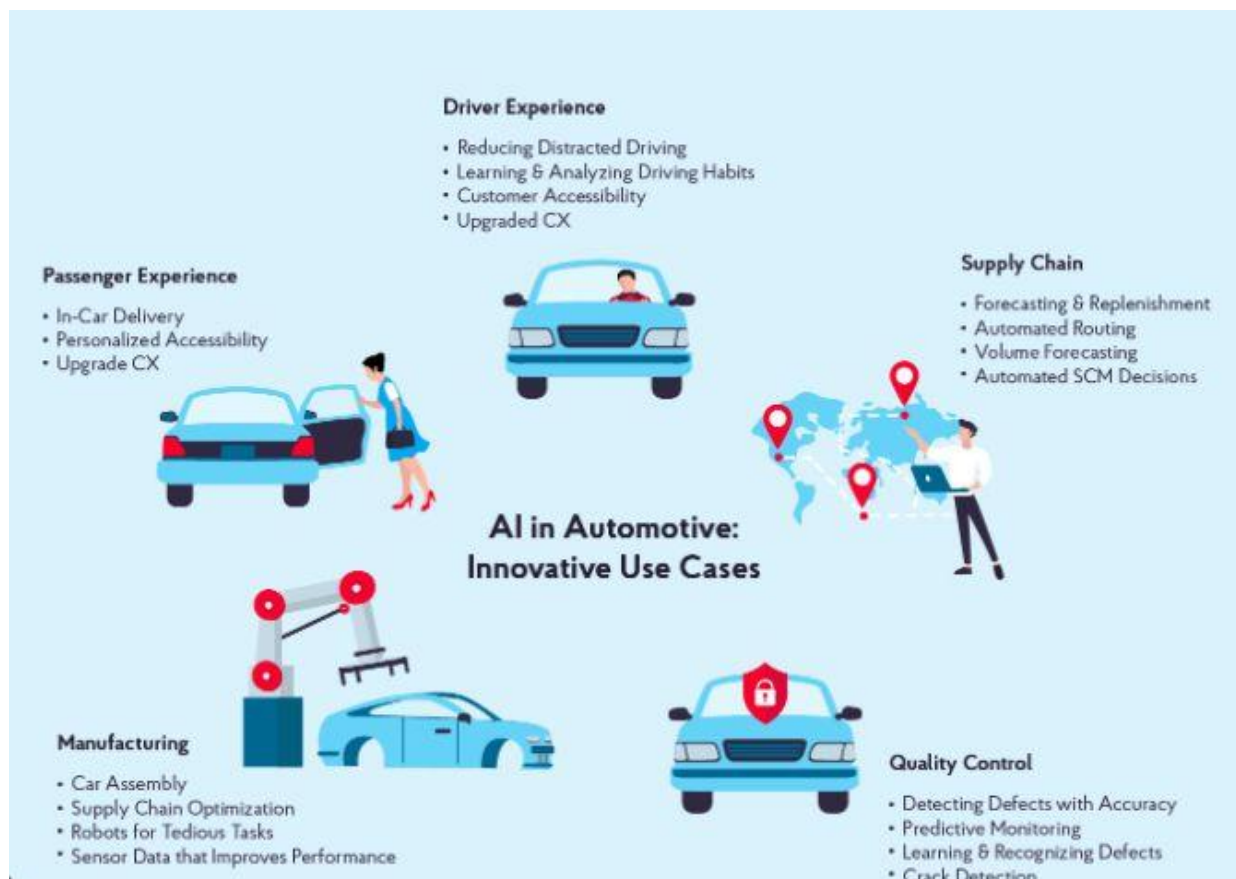 Driver Experience
• Reducing Distracted Driving
• Learning & Analyzing Driving Habits
• Customer Accessibility
• Upgraded CX
Passenger Experience
• In-Car Delivery
• Personalized Accessibility
• Upgrade CX
Supply Chain
• Forecasting & Replenishment
• Automated Routing
• Volume Forecasting
• Automated SCM Decisions
AI in Automotive:
Innovative Use Cases
Manufacturing
• Car Assembly
• Supply Chain Optimization
• Robots for Tedious Tasks
• Sensor Data that Improves Performance
Quality Control
• Detecting Defects with Accuracy
• Predictive Monitoring
• Learning & Recognizing Defects
• Crack Detection